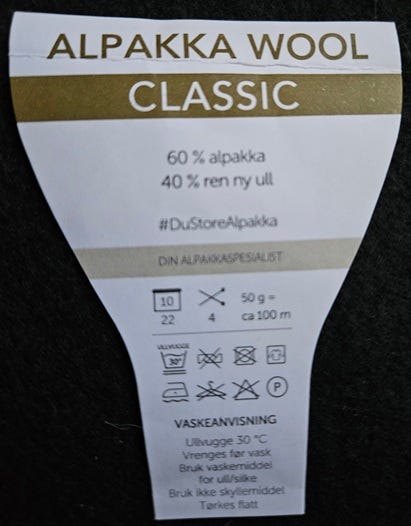 ALPAKKA WOOL
CLASSIC
60 % alpakka
40 % ren ny ull
#DuStoreAlpakka
DIN ALPAKKASPESIALIST
10
22
4
50 g =
ca 100 m
ULLVUGGE
30°
P
VASKEANVISNING
Ullvugge 30 °C
Vrenges før vask
Bruk vaskemiddel
for ull/silke
Bruk ikke skyllemiddel
Tørkes flatt